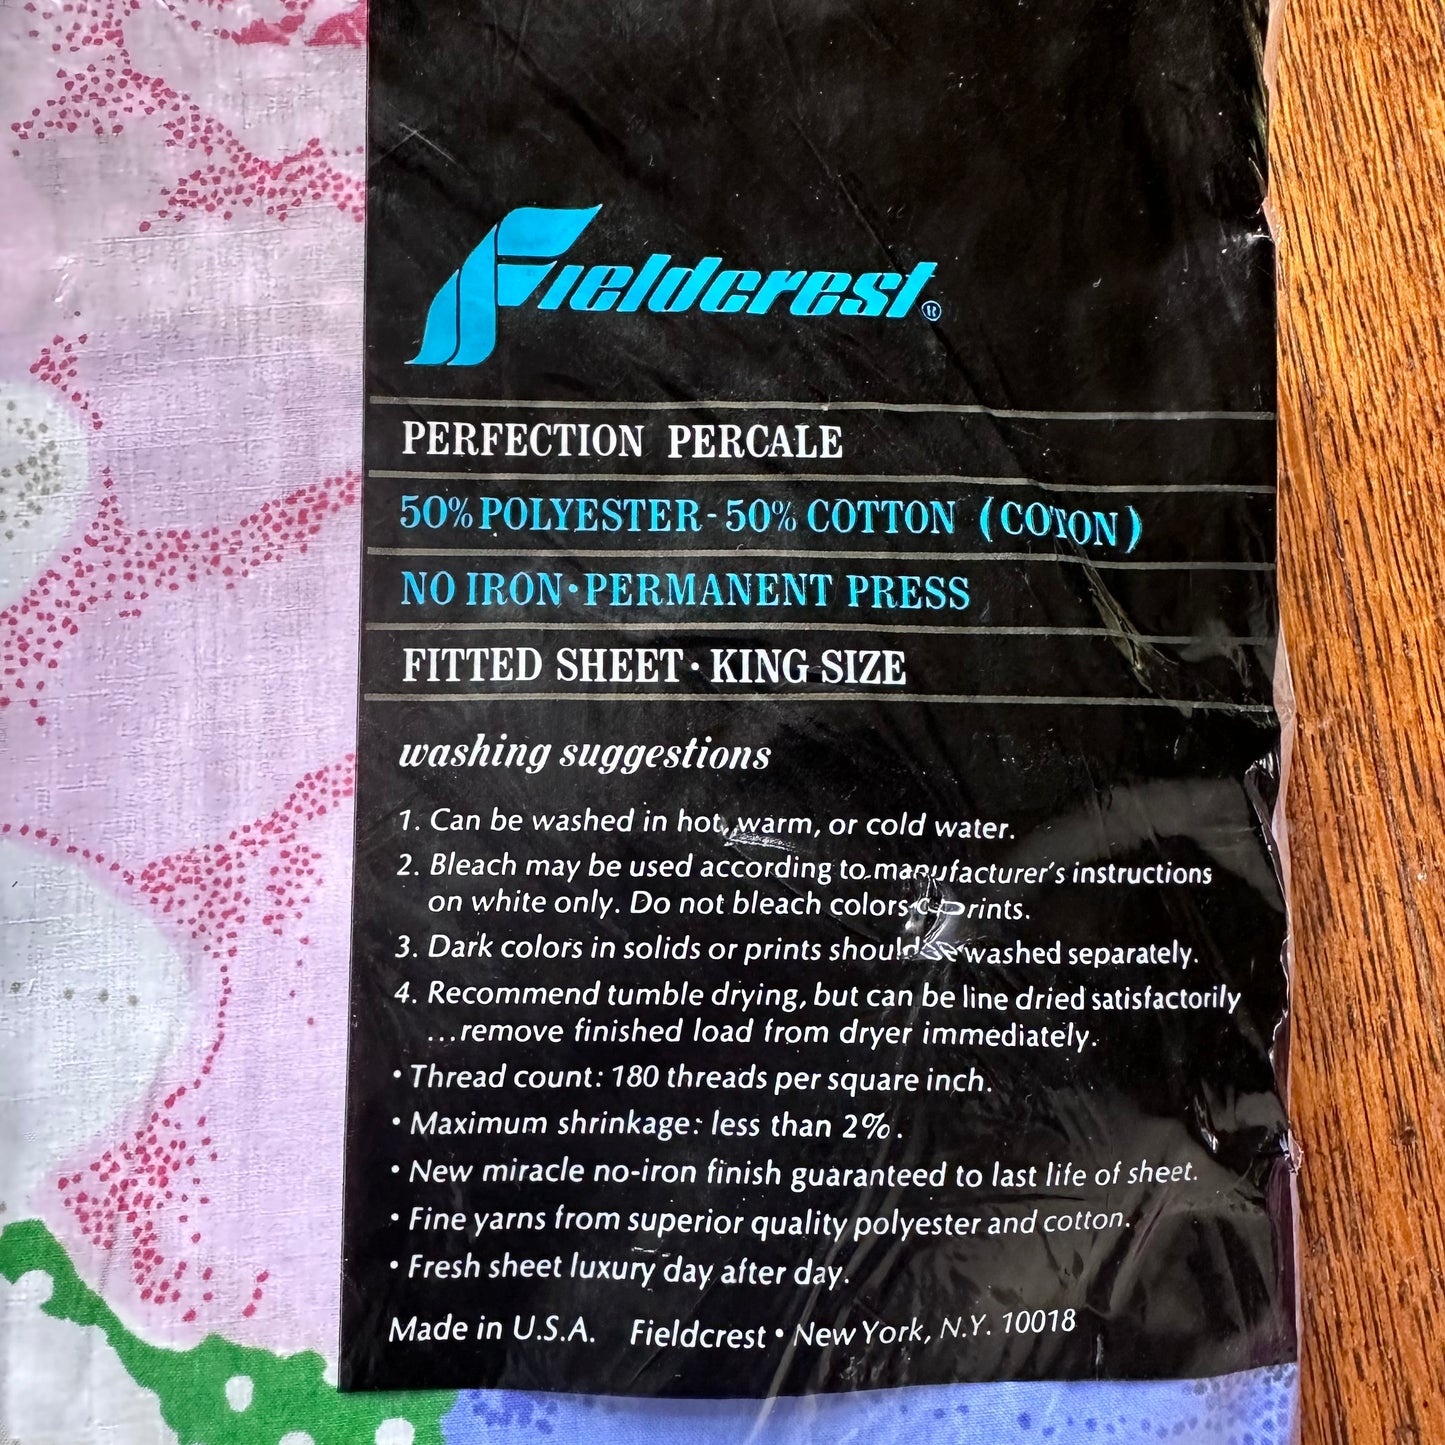 Fieldcrest®
PERFECTION PERCALE
50% POLYESTER - 50% COTTON (COTON)
NO IRON • PERMANENT PRESS
FITTED SHEET • KING SIZE
washing suggestions
1. Can be washed in hot, warm, or cold water.
2. Bleach may be used according to manufacturer's instructions
on white only. Do not bleach colors prints.
3. Dark colors in solids or prints should be washed separately.
4. Recommend tumble drying, but can be line dried satisfactorily
...remove finished load from dryer immediately.
• Thread count: 180 threads per square inch.
• Maximum shrinkage: less than 2%.
• New miracle no-iron finish guaranteed to last life of sheet.
• Fine yarns from superior quality polyester and cotton.
• Fresh sheet luxury day after day.
Made in U.S.A. Fieldcrest • New York, N.Y. 10018